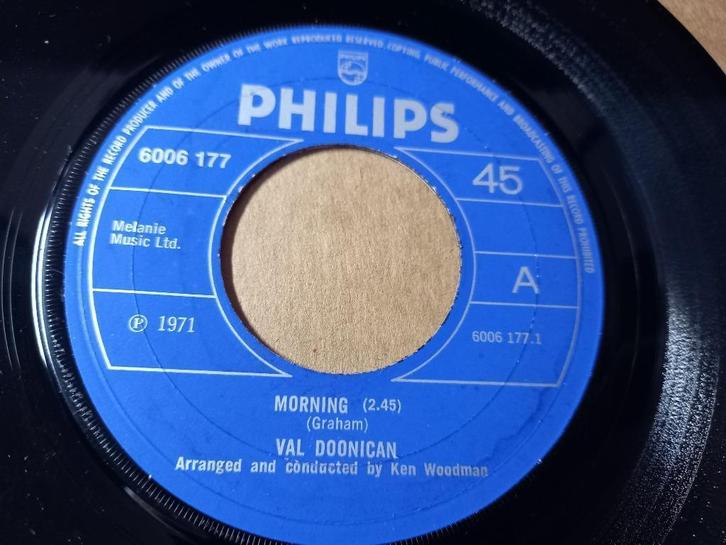 ALL RIGHTS OF THE RECORD PRODUCER AND OF THE OWNER OF THE WORK REPRODUCED RESERVED. COPYING, PUBLIC PERFORMANCE AND BROADCASTING OF THIS RECORD PROHIBITED
PHILIPS
PHILIPS
6006 177
45
Melanie
Music Ltd.
A
℗ 1971
6006 177.1
MORNING (2.45)
(Graham)
VAL DOONICAN
Arranged and conducted by Ken Woodman